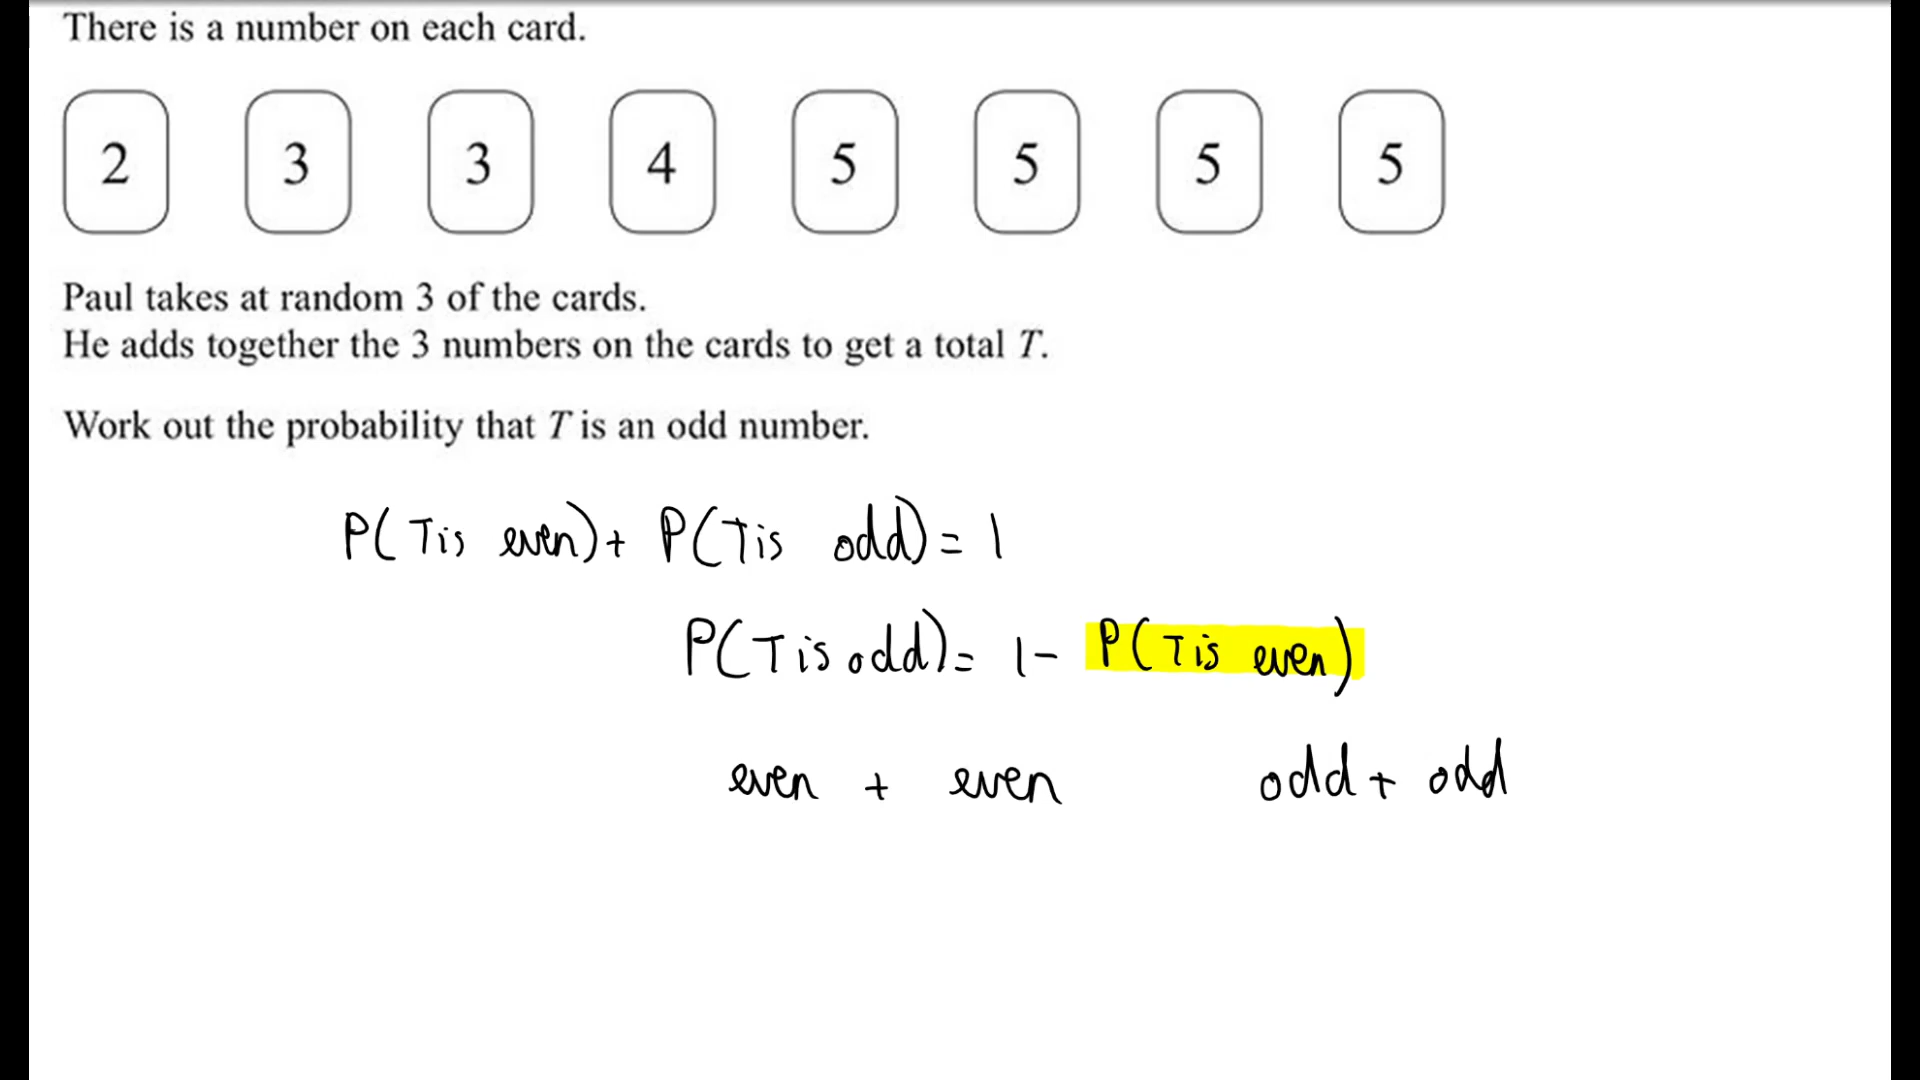 There is a number on each card.
2 3 3 4 5 5 5 5
Paul takes at random 3 of the cards.
He adds together the 3 numbers on the cards to get a total T.
Work out the probability that T is an odd number.
P(T is even) + P(T is odd) = 1
P(T is odd) = 1 - P(T is even)
even + even odd + odd